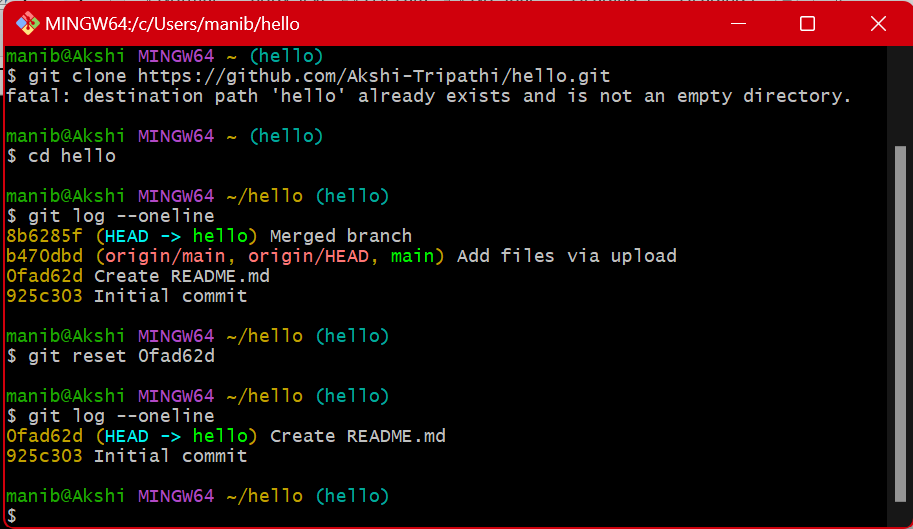 MINGW64:/c/Users/manib/hello
manib@Akshi MINGW64 ~ (hello)
$ git clone https://github.com/Akshi-Tripathi/hello.git
fatal: destination path 'hello' already exists and is not an empty directory.
manib@Akshi MINGW64 ~ (hello)
$ cd hello
manib@Akshi MINGW64 ~/hello (hello)
$ git log --oneline
8b6285f (HEAD -> hello) Merged branch
b470dbd (origin/main, origin/HEAD, main) Add files via upload
0fad62d Create README.md
925c303 Initial commit
manib@Akshi MINGW64 ~/hello (hello)
$ git reset 0fad62d
manib@Akshi MINGW64 ~/hello (hello)
$ git log --oneline
0fad62d (HEAD -> hello) Create README.md
925c303 Initial commit
manib@Akshi MINGW64 ~/hello (hello)
$